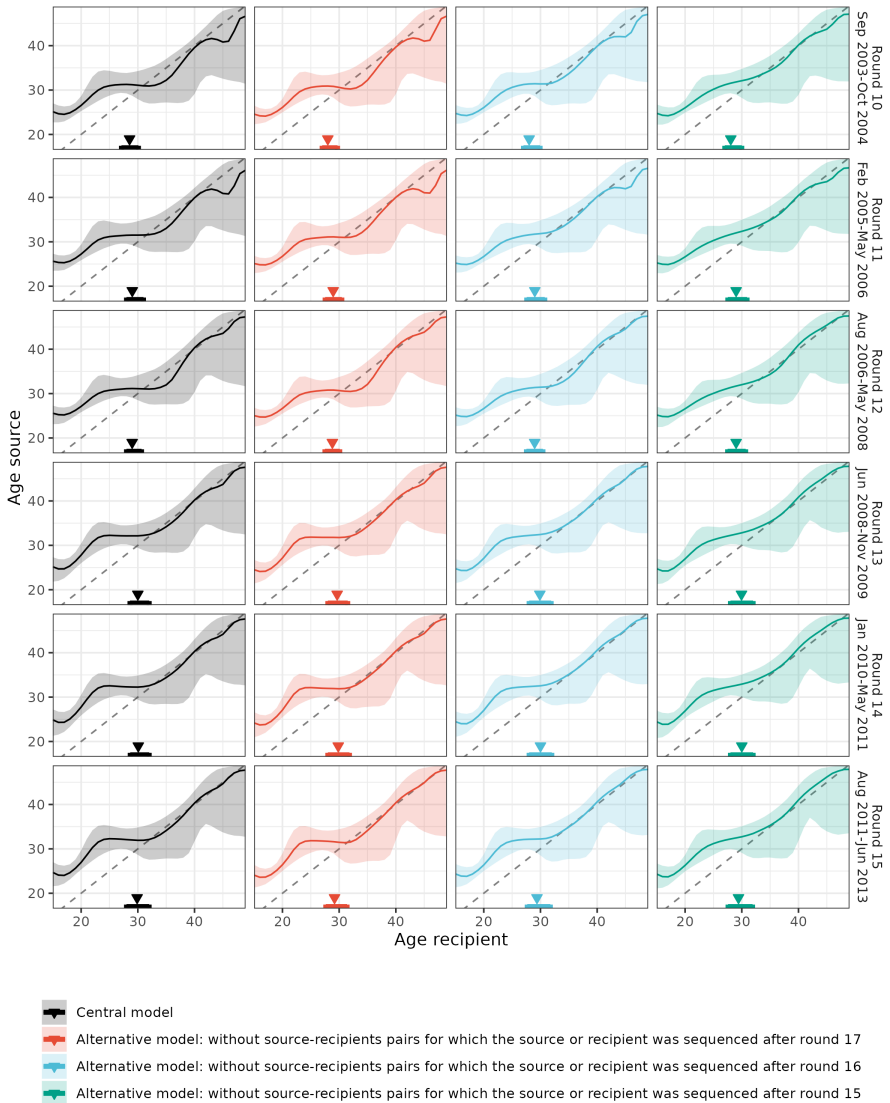 40
30
20
Round 10
Sep 2003-Oct 2004
40
30
20
Round 11
Feb 2005-May 2006
40
30
20
Round 12
Aug 2006-May 2008
Age source
40
30
20
Round 13
Jun 2008-Nov 2009
40
30
20
Round 14
Jan 2010-May 2011
40
30
20
Round 15
Aug 2011-Jun 2013
20 30 40 20 30 40 20 30 40 20 30 40
Age recipient
Central model
Alternative model: without source-recipients pairs for which the source or recipient was sequenced after round 17
Alternative model: without source-recipients pairs for which the source or recipient was sequenced after round 16
Alternative model: without source-recipients pairs for which the source or recipient was sequenced after round 15